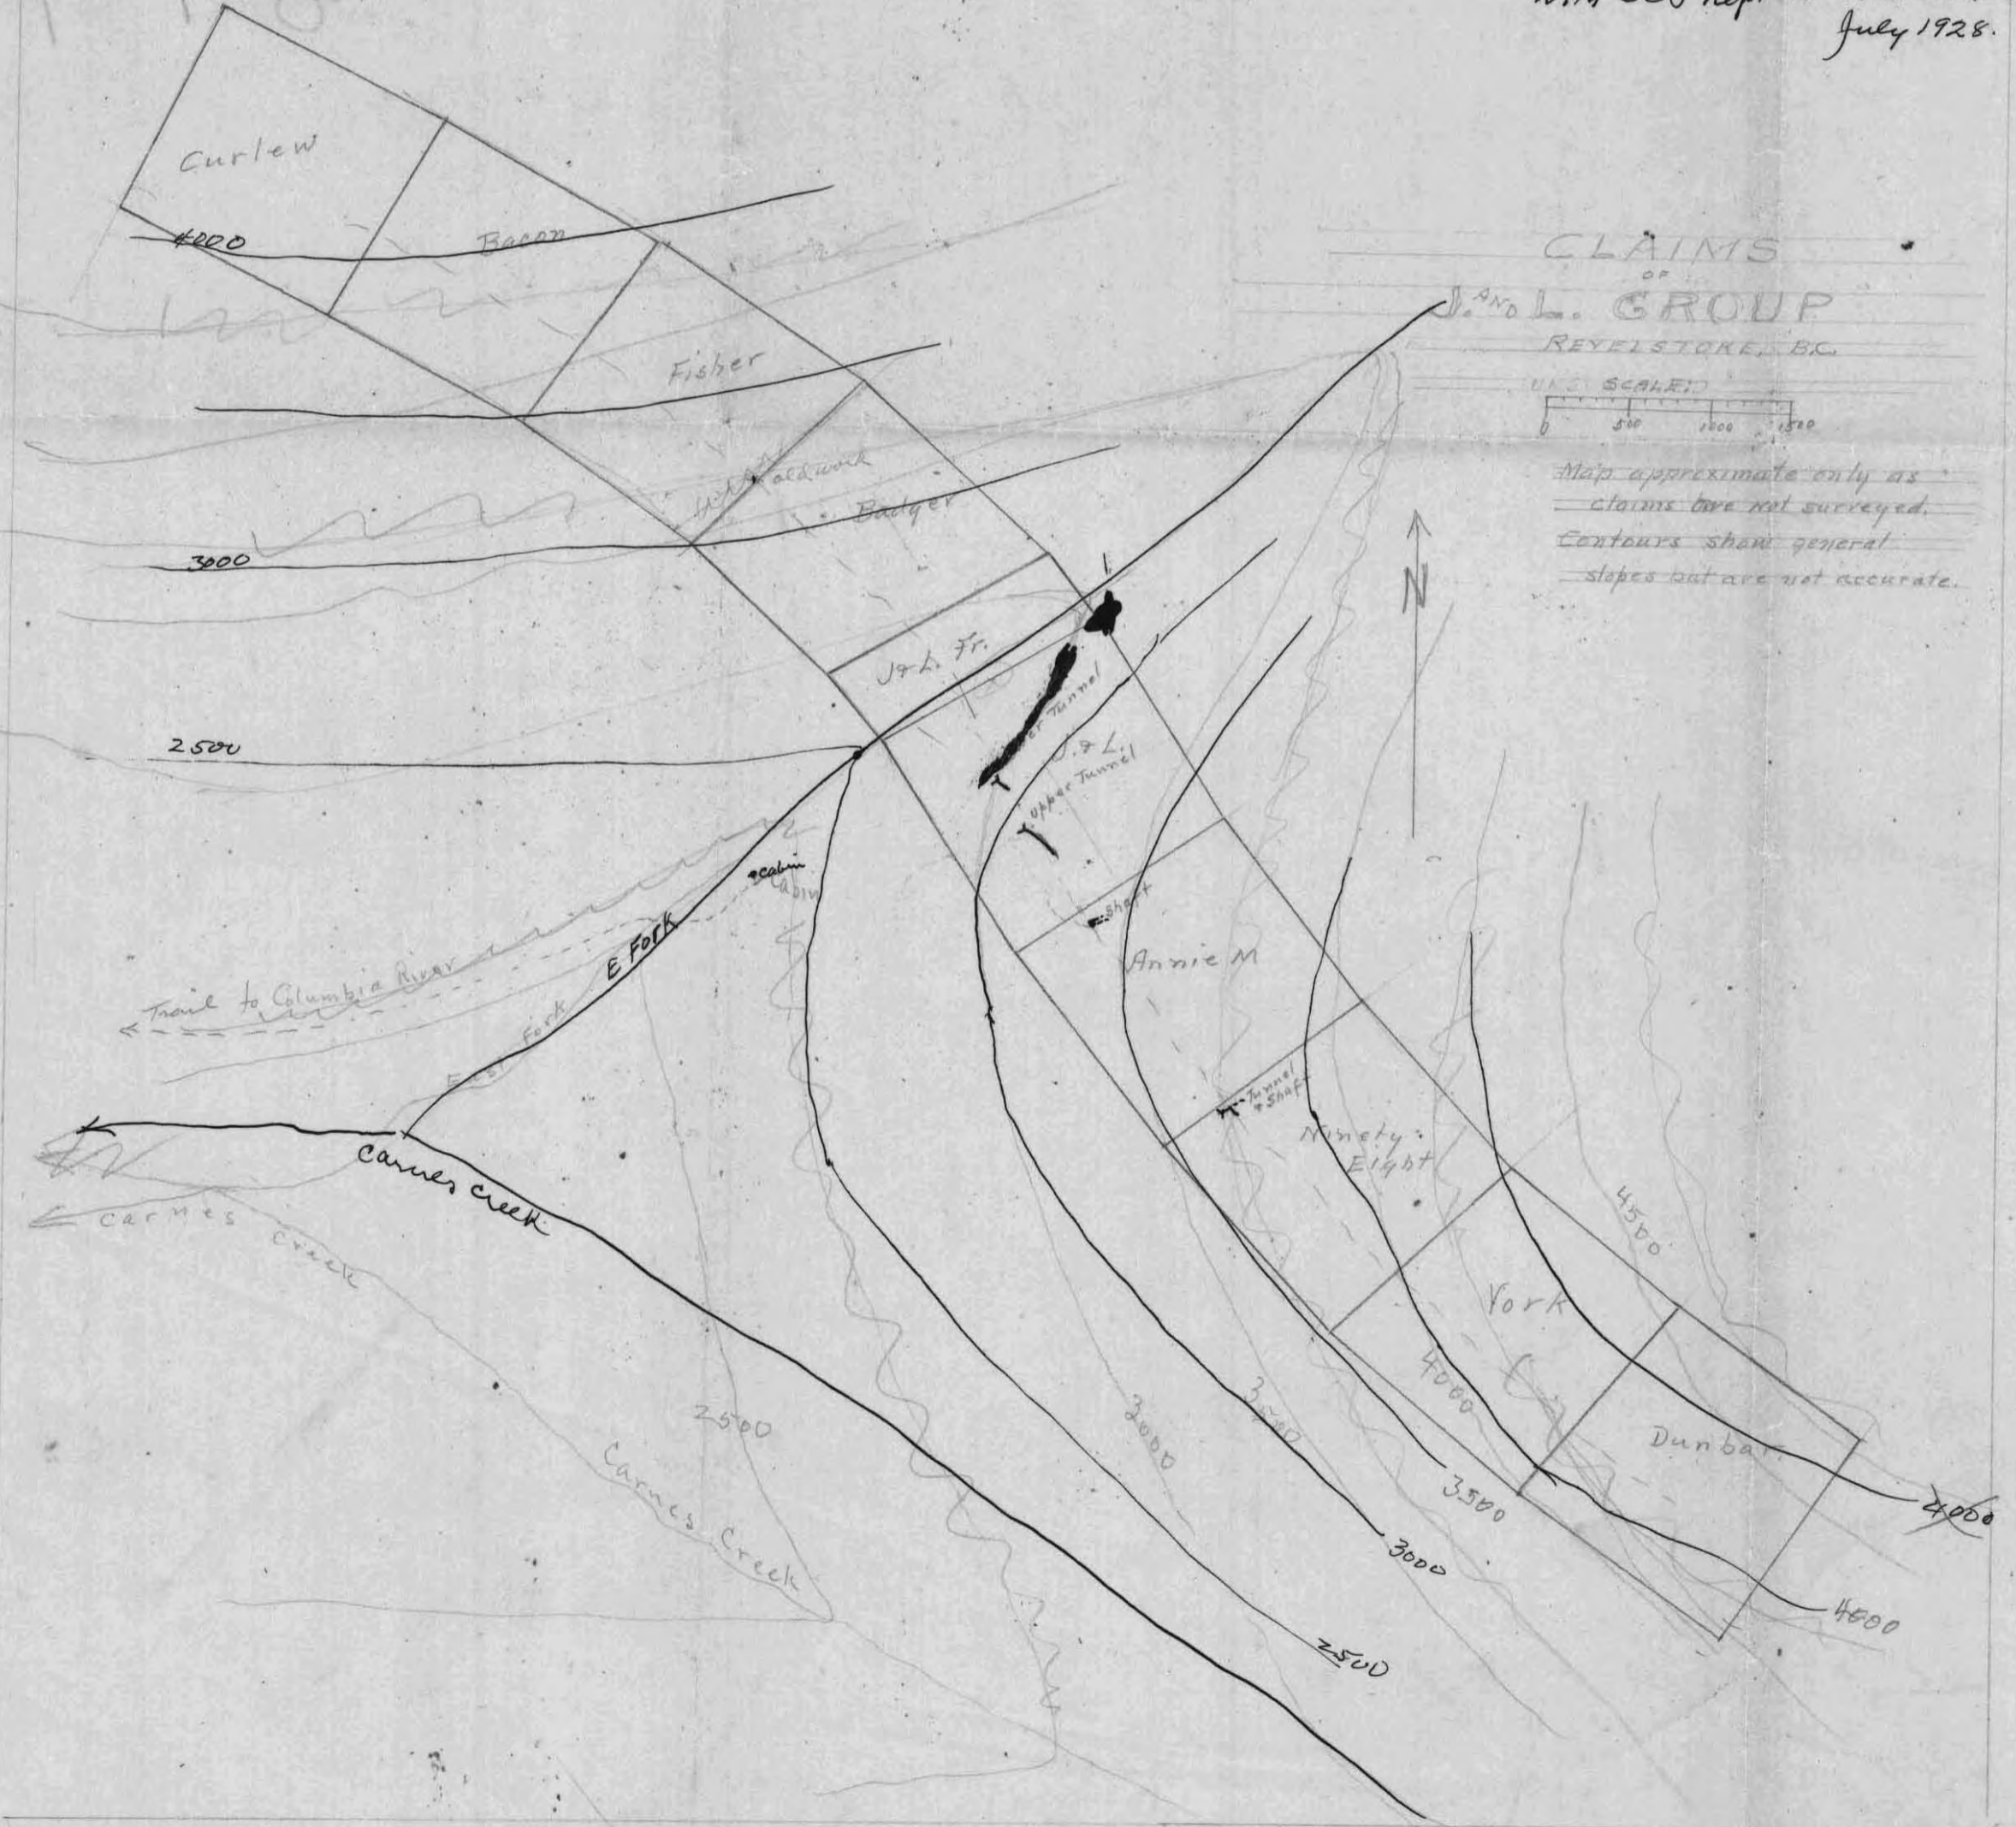 July 1928.
Curlew
4000
Bacon
CLAIMS
OF
J. AND L. GROUP
REVELSTOKE, B.C.
SCALE:
0 500 1000 1500
Map approximate only as
claims are not surveyed.
Contours show general
slopes but are not accurate.
Fisher
Badger
3000
N
J & L. Fr.
Tunnel
2500
J. & L.
Upper Tunnel
cabin
Cabin
Shaft
E FORK
Annie M
Trail to Columbia River
East Fork
Tunnel
& Shaft
Ninety-
Eight
Carnes Creek
Carnes
Creek
4500
York
4000
2500
3000
3500
Dunbar
Carnes Creek
3500
4000
3000
4000
2500